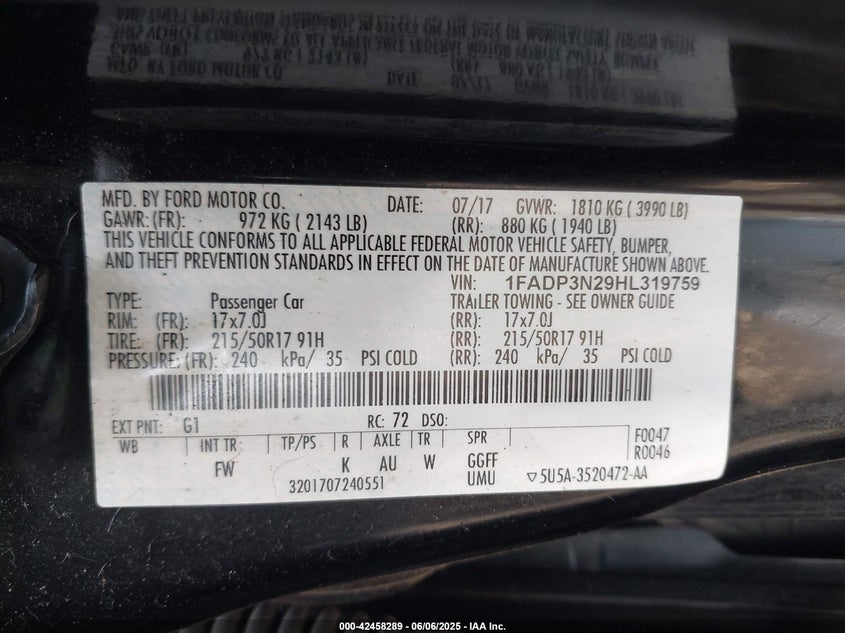 MFD. BY FORD MOTOR CO. DATE: 07/17 GVWR: 1810 KG ( 3990 LB)
GAWR: (FR): 972 KG ( 2143 LB) (RR): 880 KG ( 1940 LB)
THIS VEHICLE CONFORMS TO ALL APPLICABLE FEDERAL MOTOR VEHICLE SAFETY, BUMPER,
AND THEFT PREVENTION STANDARDS IN EFFECT ON THE DATE OF MANUFACTURE SHOWN ABOVE.
VIN: 1FADP3N29HL319759
TYPE: Passenger Car TRAILER TOWING - SEE OWNER GUIDE
RIM: (FR): 17x7.0J (RR): 17x7.0J
TIRE: (FR): 215/50R17 91H (RR): 215/50R17 91H
PRESSURE: (FR): 240 kPa/ 35 PSI COLD (RR): 240 kPa/ 35 PSI COLD
EXT PNT: G1 RC: 72 DSO:
WB INT TR TP/PS R AXLE TR SPR F0047
FW K AU W GGFF R0046
3201707240551 UMU ▽5U5A-3520472-AA
000-42458289 - 06/06/2025 - IAA Inc.